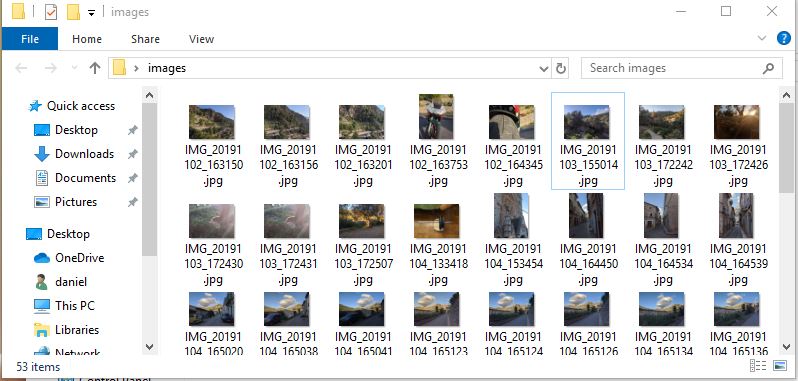 images
File
Home
Share
View
images
Search images
Quick access
Desktop
Downloads
Documents
Pictures
Desktop
OneDrive
daniel
This PC
Libraries
Network
IMG_20191102_163150.jpg
IMG_20191102_163156.jpg
IMG_20191102_163201.jpg
IMG_20191102_163753.jpg
IMG_20191102_164345.jpg
IMG_20191103_155014.jpg
IMG_20191103_172242.jpg
IMG_20191103_172426.jpg
IMG_20191103_172430.jpg
IMG_20191103_172431.jpg
IMG_20191103_172507.jpg
IMG_20191104_133418.jpg
IMG_20191104_153454.jpg
IMG_20191104_164450.jpg
IMG_20191104_164534.jpg
IMG_20191104_164539.jpg
IMG_20191104_165020
IMG_20191104_165038
IMG_20191104_165041
IMG_20191104_165123
IMG_20191104_165124
IMG_20191104_165126
IMG_20191104_165134
IMG_20191104_165136
53 items
Control Panel